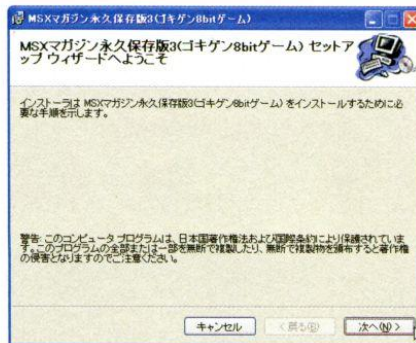 MSXマガジン永久保存版3(ゴキゲン8bitゲーム)
MSXマガジン永久保存版3(ゴキゲン8bitゲーム) セットア
ップ ウィザードへようこそ
インストーラは MSXマガジン永久保存版3(ゴキゲン8bitゲーム) をインストールするために必
要な手順を示します。
警告: このコンピュータ プログラムは、日本国著作権法および国際条約により保護されていま
す。このプログラムの全部または一部を無断で複製したり、無断で複製物を頒布すると著作権
の侵害となりますのでご注意ください。
キャンセル < 戻る(B) 次へ(N) >